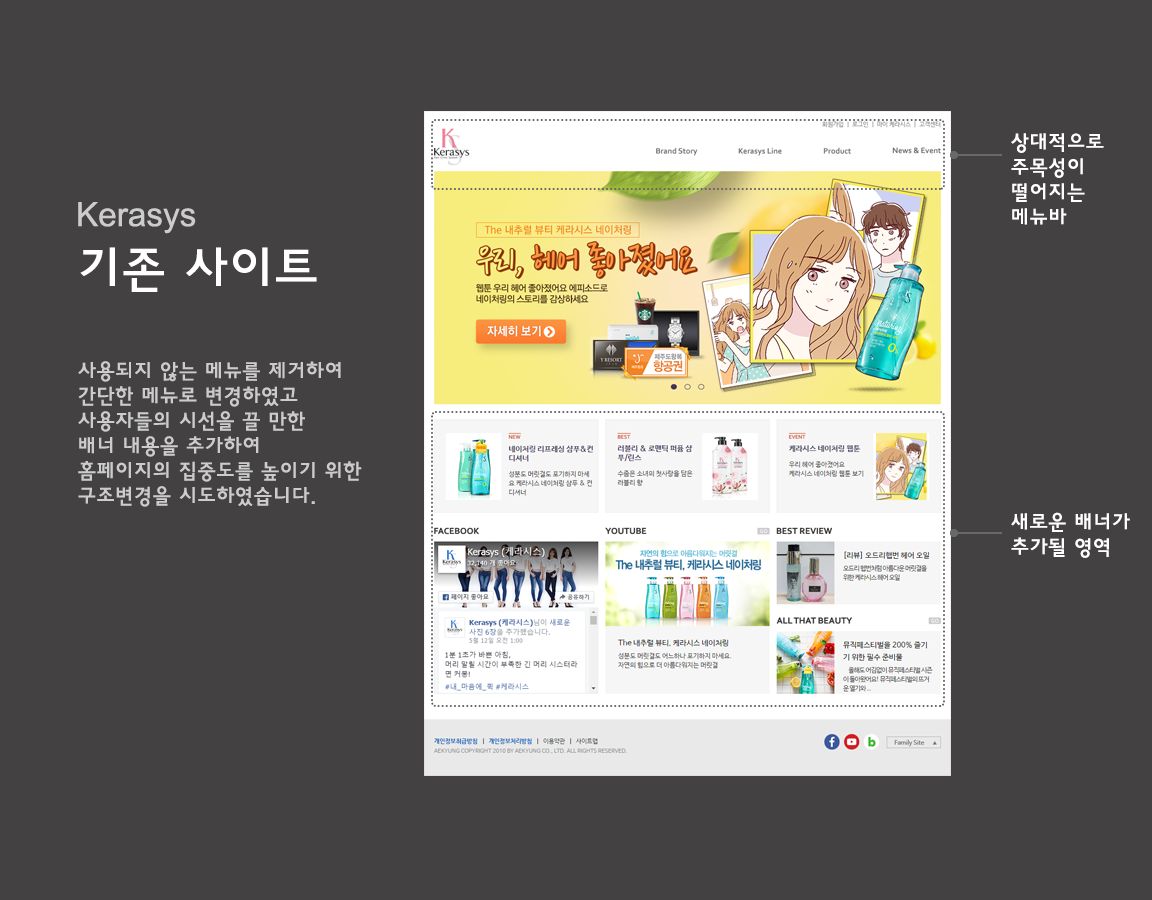 Kerasys
기존 사이트
사용되지 않는 메뉴를 제거하여
간단한 메뉴로 변경하였고
사용자들의 시선을 끌 만한
배너 내용을 추가하여
홈페이지의 집중도를 높이기 위한
구조변경을 시도하였습니다.
회원가입 | 로그인 | 마이 케라시스 | 고객센터
Kerasys
Brand Story
Kerasys Line
Product
News & Event
상대적으로
주목성이
떨어지는
메뉴바
The 내추럴 뷰티 케라시스 네이처링
우리, 헤어 좋아졌어요
웹툰 우리 헤어 좋아졌어요 에피소드로
네이처링의 스토리를 감상하세요
자세히 보기
Y RESORT
제주도왕복
항공권
NEW
네이처링 리프레싱 샴푸&컨
디셔너
성분도 머릿결도 포기하지 마세
요 케라시스 네이처링 샴푸 & 컨
디셔너
BEST
러블리 & 로맨틱 퍼퓸 샴
푸/린스
수줍은 소녀의 첫사랑을 담은
러블리 향
EVENT
케라시스 네이처링 웹툰
우리 헤어 좋아졌어요
케라시스 네이처링 웹툰 보기
새로운 배너가
추가될 영역
FACEBOOK
Kerasys (케라시스)
32,140 개 좋아요
페이지 좋아요
공유하기
Kerasys (케라시스)님이 새로운
사진 6장을 추가했습니다.
5월 12일 오전 1:00
1분 1초가 바쁜 아침,
머리 말릴 시간이 부족한 긴 머리 시스터라
면 커몽!
#내_마음에_쿽 #케라시스
YOUTUBE
GO
자연의 힘으로 아름다워지는 머릿결
The 내추럴 뷰티, 케라시스 네이처링
The 내추럴 뷰티, 케라시스 네이처링
성분도 머릿결도 어느하나 포기하지 마세요.
자연의 힘으로 더 아름다워지는 머릿결
BEST REVIEW
[리뷰] 오드리햅번 헤어 오일
오드리 햅번처럼 아름다운 머릿결을
위한 케라시스 헤어 오일
ALL THAT BEAUTY
GO
뮤직페스티벌을 200% 즐기
기 위한 필수 준비물
올해도 어김없이 뮤직페스티벌 시즌
이 돌아왔어요! 뮤직페스티벌의 뜨거
운 열기와 ..
개인정보취급방침 | 개인정보처리방침 | 이용약관 | 사이트맵
AEKYUNG COPYRIGHT 2010 BY AEKYUNG CO., LTD. ALL RIGHTS RESERVED.
Family Site